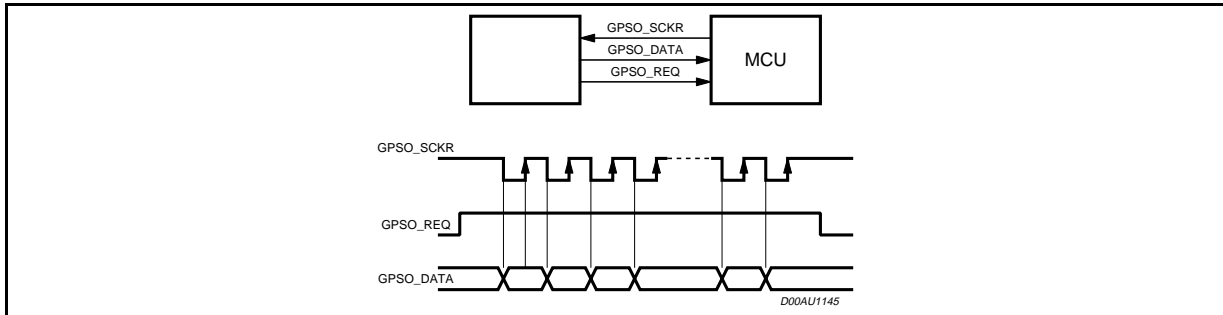 GPSO_SCKR
GPSO_DATA
GPSO_REQ
MCU
GPSO_SCKR
GPSO_REQ
GPSO_DATA
D00AU1145